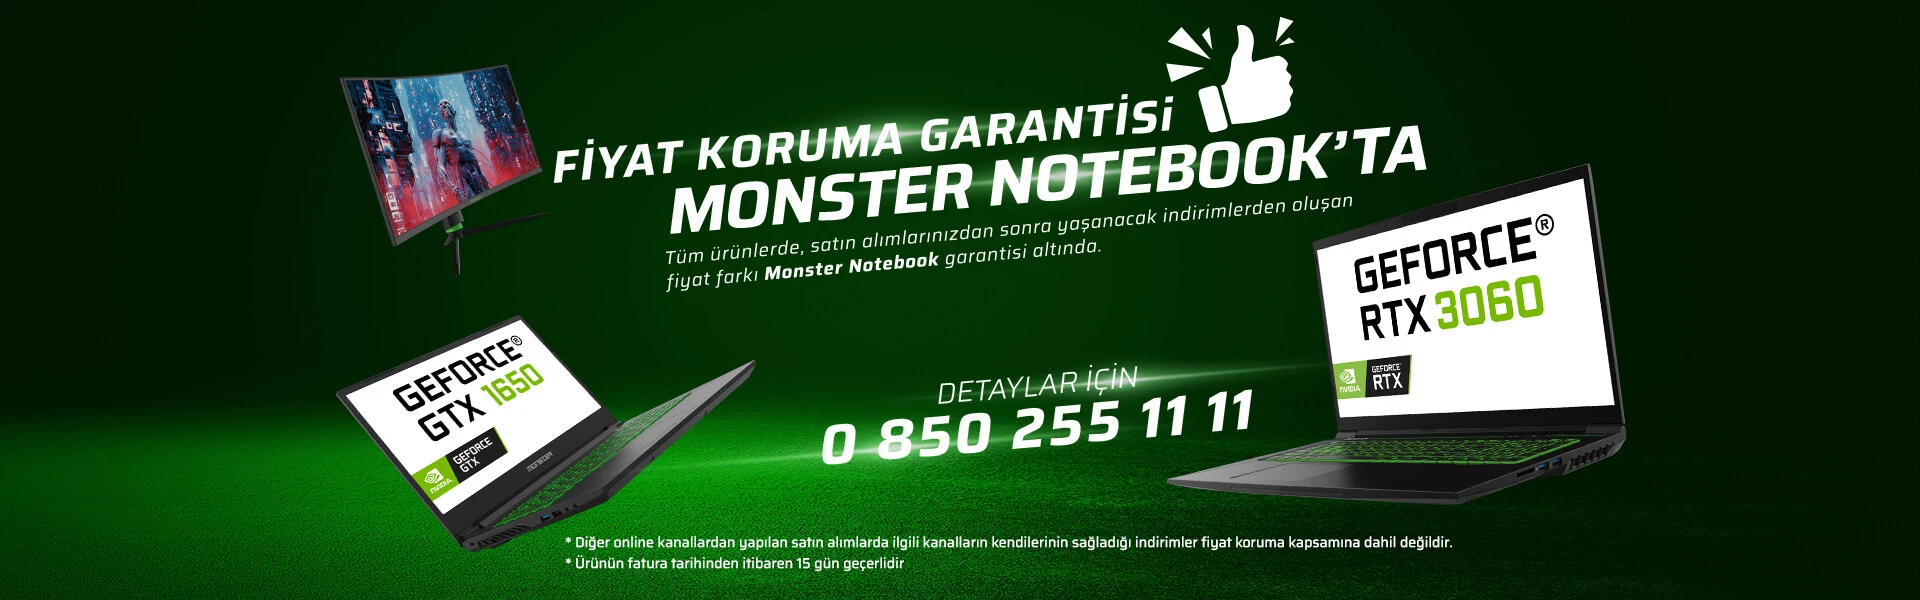 FİYAT KORUMA GARANTİSİ
MONSTER NOTEBOOK'TA
Tüm ürünlerde, satın alımlarınızdan sonra yaşanacak indirimlerden oluşan
fiyat farkı Monster Notebook garantisi altında.
GEFORCE®
RTX 3060
NVIDIA.
GEFORCE
RTX
GEFORCE®
GTX 1650
NVIDIA.
GEFORCE
GTX
MONSTER
DETAYLAR İÇİN
0 850 255 11 11
* Diğer online kanallardan yapılan satın alımlarda ilgili kanalların kendilerinin sağladığı indirimler fiyat koruma kapsamına dahil değildir.
* Ürünün fatura tarihinden itibaren 15 gün geçerlidir